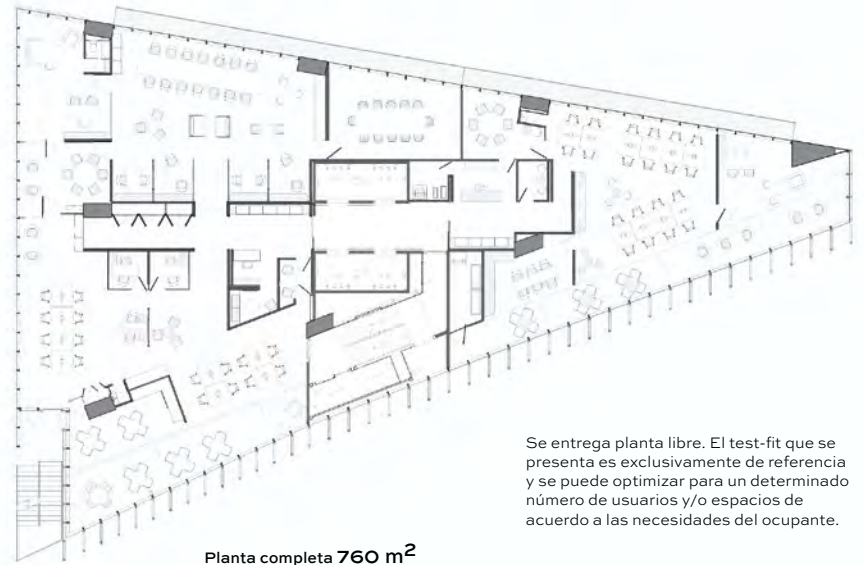 Se entrega planta libre. El test-fit que se
presenta es exclusivamente de referencia
y se puede optimizar para un determinado
número de usuarios y/o espacios de
acuerdo a las necesidades del ocupante.
Planta completa 760 m²